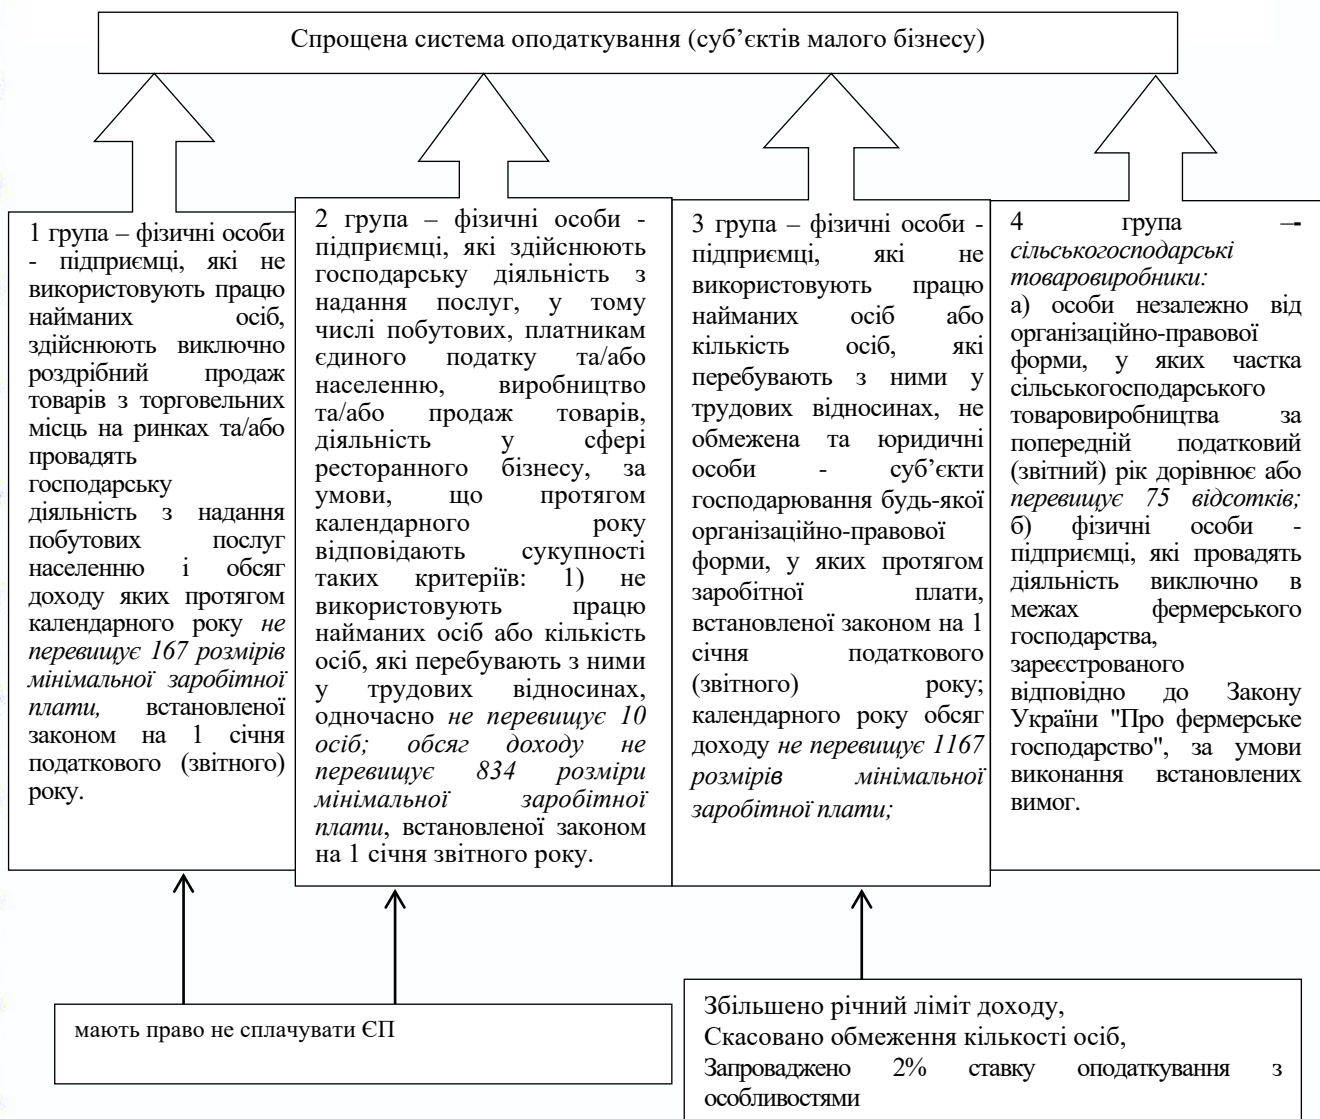 Спрощена система оподаткування (суб’єктів малого бізнесу)
1 група – фізичні особи
- підприємці, які не
використовують працю
найманих осіб,
здійснюють виключно
роздрібний продаж
товарів з торговельних
місць на ринках та/або
провадять
господарську
діяльність з надання
побутових послуг
населенню і обсяг
доходу яких протягом
календарного року не
перевищує 167 розмірів
мінімальної заробітної
плати, встановленої
законом на 1 січня
податкового (звітного)
року.
2 група – фізичні особи -
підприємці, які здійснюють
господарську діяльність з
надання послуг, у тому
числі побутових, платникам
єдиного податку та/або
населенню, виробництво
та/або продаж товарів,
діяльність у сфері
ресторанного бізнесу, за
умови, що протягом
календарного року
відповідають сукупності
таких критеріїв: 1) не
використовують працю
найманих осіб або кількість
осіб, які перебувають з ними
у трудових відносинах,
одночасно не перевищує 10
осіб; обсяг доходу не
перевищує 834 розміри
мінімальної заробітної
плати, встановленої законом
на 1 січня звітного року.
3 група – фізичні особи -
підприємці, які не
використовують працю
найманих осіб або
кількість осіб, які
перебувають з ними у
трудових відносинах, не
обмежена та юридичні
особи - суб’єкти
господарювання будь-якої
організаційно-правової
форми, у яких протягом
заробітної плати,
встановленої законом на 1
січня податкового
(звітного) року;
календарного року обсяг
доходу не перевищує 1167
розмірів мінімальної
заробітної плати;
4 група –
сільськогосподарські
товаровиробники:
а) особи незалежно від
організаційно-правової
форми, у яких частка
сільськогосподарського
товаровиробництва за
попередній податковий
(звітний) рік дорівнює або
перевищує 75 відсотків;
б) фізичні особи -
підприємці, які провадять
діяльність виключно в
межах фермерського
господарства,
зареєстрованого
відповідно до Закону
України "Про фермерське
господарство", за умови
виконання встановлених
вимог.
мають право не сплачувати ЄП
Збільшено річний ліміт доходу,
Скасовано обмеження кількості осіб,
Запроваджено 2% ставку оподаткування з
особливостями